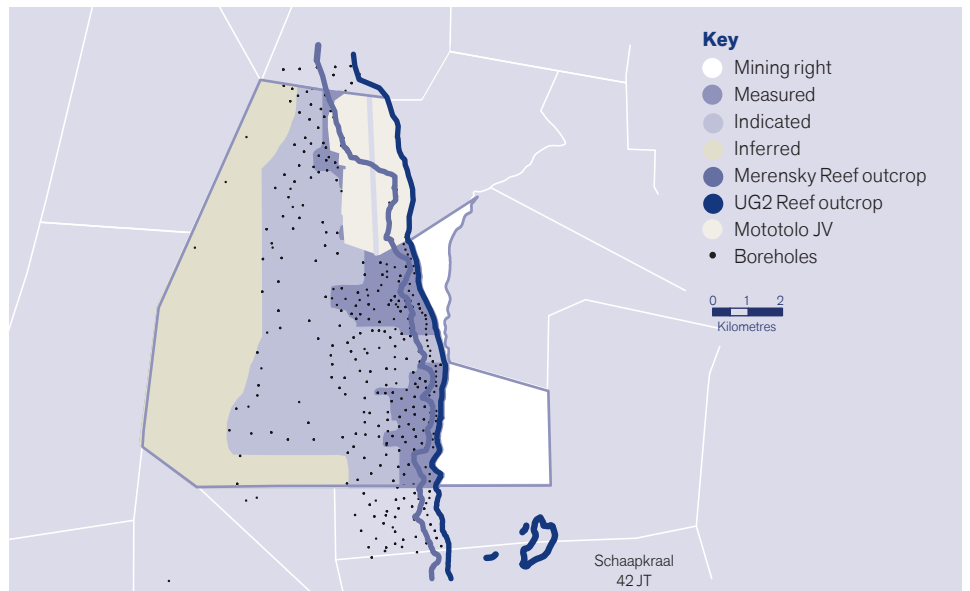 Key
Mining right
Measured
Indicated
Inferred
Merensky Reef outcrop
UG2 Reef outcrop
Mototolo JV
Boreholes
0 1 2
Kilometres
Schaapkraal
42 JT